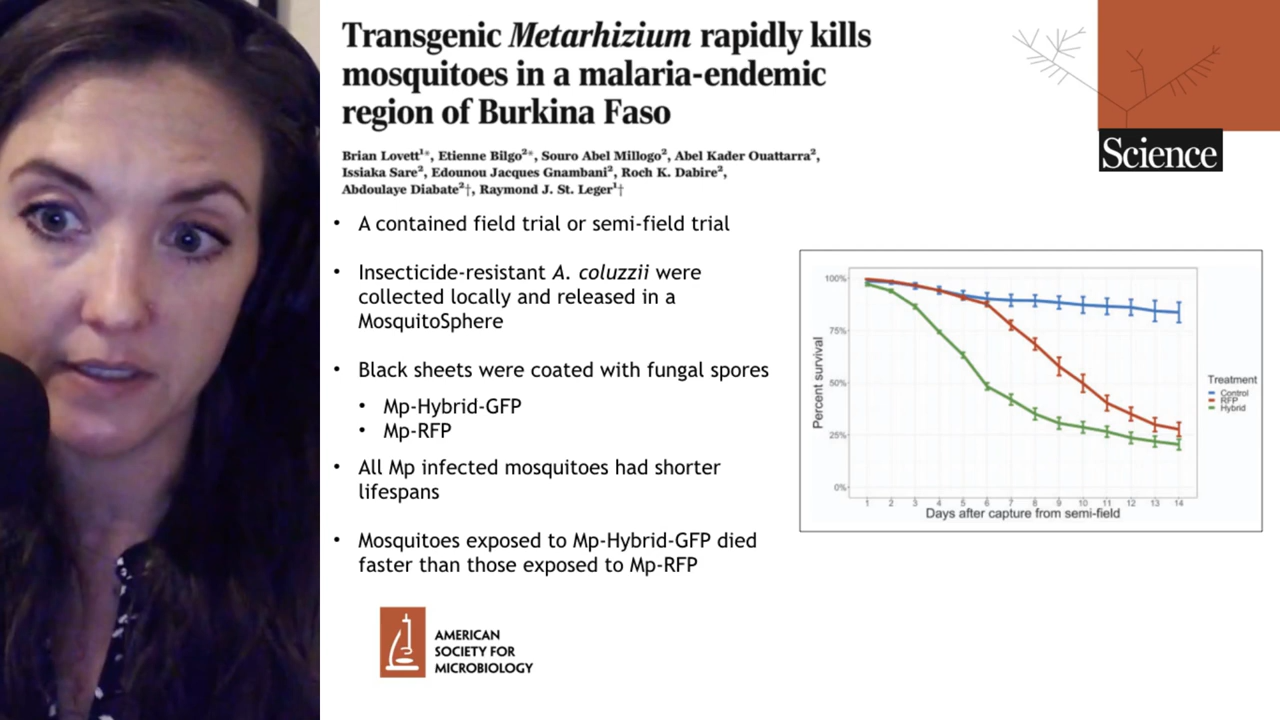 Transgenic Metarhizium rapidly kills
mosquitoes in a malaria-endemic
region of Burkina Faso
Brian Lovett¹*, Etienne Bilgo²*, Souro Abel Millogo², Abel Kader Ouattarra²,
Issiaka Sare², Edounou Jacques Gnambani², Roch K. Dabire²,
Abdoulaye Diabate²†, Raymond J. St. Leger¹†
Science
• A contained field trial or semi-field trial
• Insecticide-resistant A. coluzzii were
collected locally and released in a
MosquitoSphere
• Black sheets were coated with fungal spores
• Mp-Hybrid-GFP
• Mp-RFP
• All Mp infected mosquitoes had shorter
lifespans
• Mosquitoes exposed to Mp-Hybrid-GFP died
faster than those exposed to Mp-RFP
Percent survival
100%
75%
50%
25%
0%
1 2 3 4 5 6 7 8 9 10 11 12 13 14
Days after capture from semi-field
Treatment
Control
RFP
Hybrid
AMERICAN
SOCIETY FOR
MICROBIOLOGY